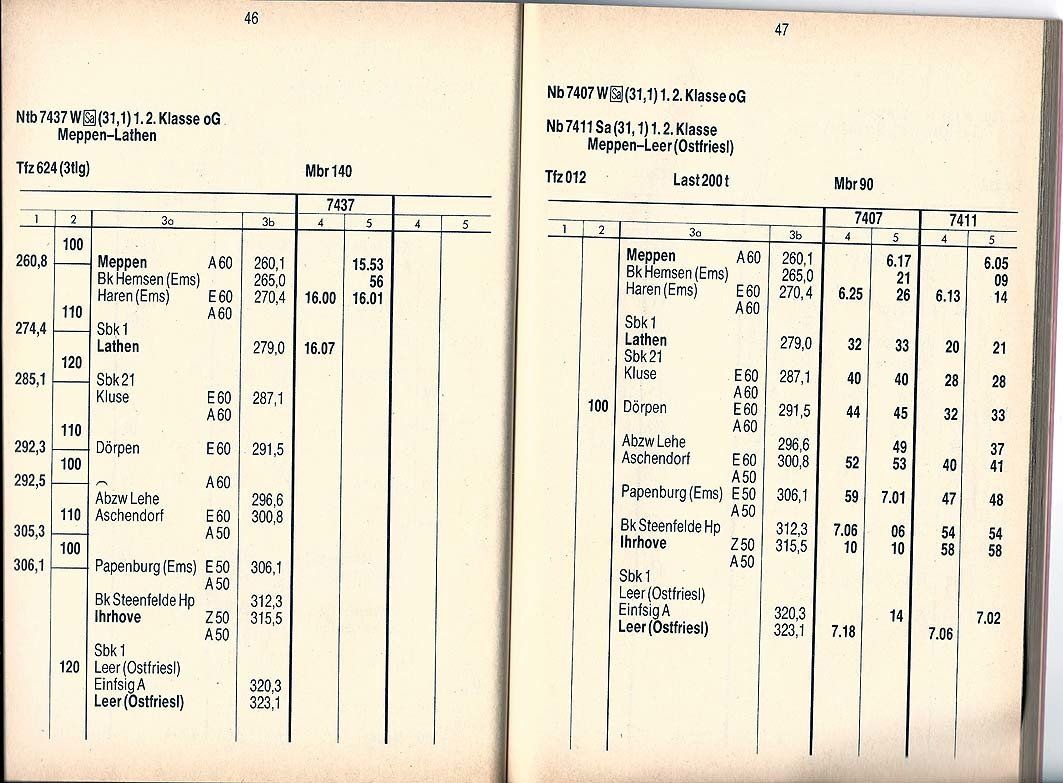 46
Ntb 7437 W Sa (31,1) 1. 2. Klasse oG
Meppen–Lathen
Tfz 624 (3tlg) Mbr 140
7437
1 2 3a 3b 4 5 4 5
100
260,8 Meppen A 60 260,1 15.53
Bk Hemsen (Ems) 265,0 56
Haren (Ems) E 60 270,4 16.00 16.01
110 A 60
274,4 Sbk 1
Lathen 279,0 16.07
120
285,1 Sbk 21
Kluse E 60 287,1
A 60
110
292,3 Dörpen E 60 291,5
100
292,5 A 60
Abzw Lehe 296,6
110 Aschendorf E 60 300,8
305,3 A 50
100
306,1 Papenburg (Ems) E 50 306,1
A 50
Bk Steenfelde Hp 312,3
Ihrhove Z 50 315,5
A 50
Sbk 1
120 Leer (Ostfriesl)
Einfsig A 320,3
Leer (Ostfriesl) 323,1
47
Nb 7407 W Sa (31,1) 1. 2. Klasse oG
Nb 7411 Sa (31,1) 1. 2. Klasse
Meppen–Leer (Ostfriesl)
Tfz 012 Last 200 t Mbr 90
7407 7411
1 2 3a 3b 4 5 4 5
Meppen A 60 260,1 6.17 6.05
Bk Hemsen (Ems) 265,0 21 09
Haren (Ems) E 60 270,4 6.25 26 6.13 14
A 60
Sbk 1
Lathen 279,0 32 33 20 21
Sbk 21
Kluse E 60 287,1 40 40 28 28
A 60
100 Dörpen E 60 291,5 44 45 32 33
A 60
Abzw Lehe 296,6 49 37
Aschendorf E 60 300,8 52 53 40 41
A 50
Papenburg (Ems) E 50 306,1 59 7.01 47 48
A 50
Bk Steenfelde Hp 312,3 7.06 06 54 54
Ihrhove Z 50 315,5 10 10 58 58
A 50
Sbk 1
Leer (Ostfriesl)
Einfsig A 320,3 14 7.02
Leer (Ostfriesl) 323,1 7.18 7.06